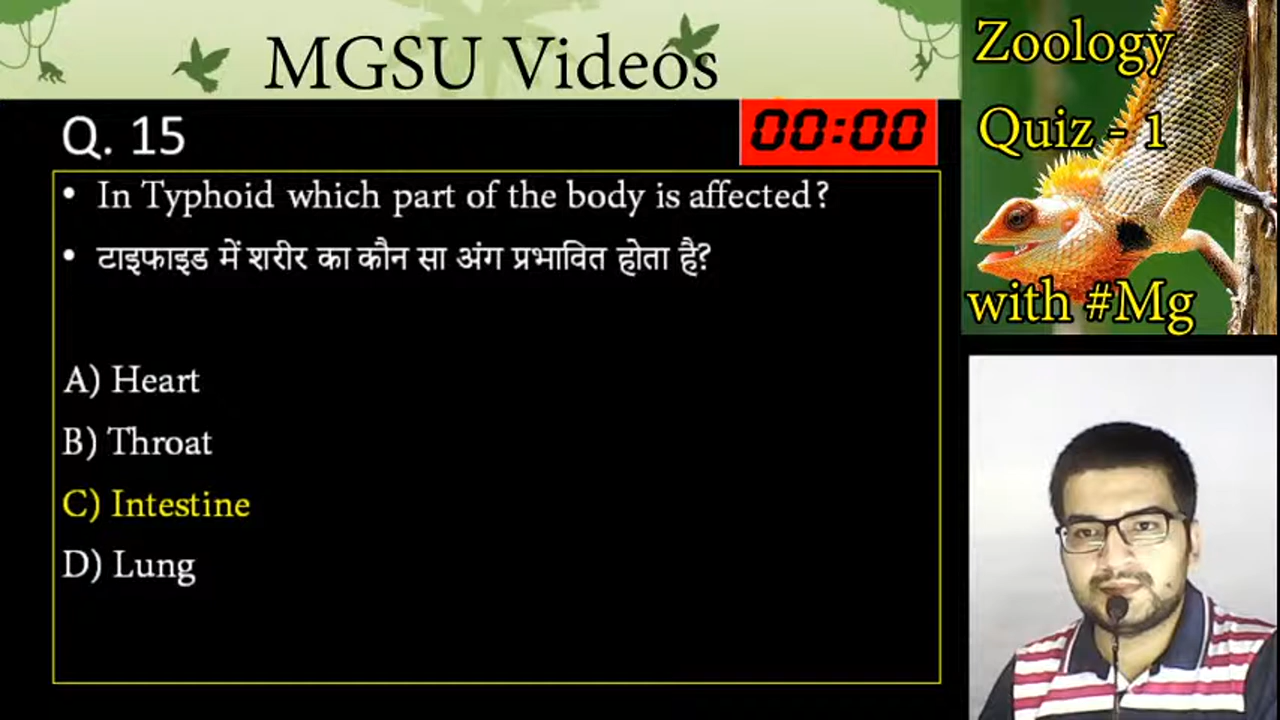 MGSU Videos
Zoology
Quiz - 1
with #Mg
Q. 15
00:00
• In Typhoid which part of the body is affected?
• टाइफाइड में शरीर का कौन सा अंग प्रभावित होता है?
A) Heart
B) Throat
C) Intestine
D) Lung